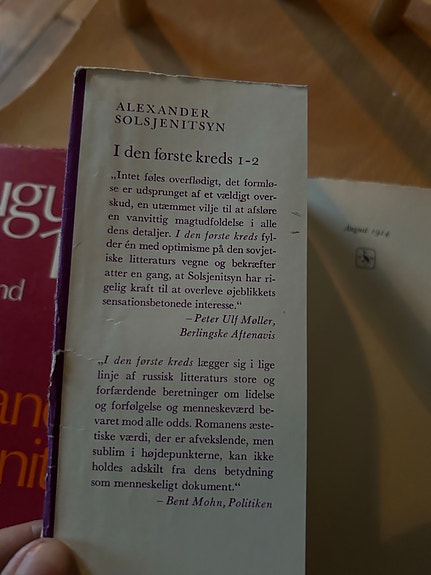 ALEXANDER
SOLSJENITSYN
I den første kreds 1-2
„Intet føles overflødigt, det formlø-
se er udsprunget af et vældigt over-
skud, en utæmmet vilje til at afsløre
en vanvittig magtudfoldelse i alle
dens detaljer. I den første kreds fyl-
der én med optimisme på den sovjet-
iske litteraturs vegne og bekræfter
atter en gang, at Solsjenitsyn har ri-
gelig kraft til at overleve øjeblikkets
sensationsbetonede interesse.“
– Peter Ulf Møller,
Berlingske Aftenavis
„I den første kreds lægger sig i lige
linje af russisk litteraturs store og
forfærdende beretninger om lidelse
og forfølgelse og menneskeværd be-
varet mod alle odds. Romanens æste-
tiske værdi, der er afvekslende, men
sublim i højdepunkterne, kan ikke
holdes adskilt fra dens betydning
som menneskeligt dokument.“
– Bent Mohn, Politiken
August 1914